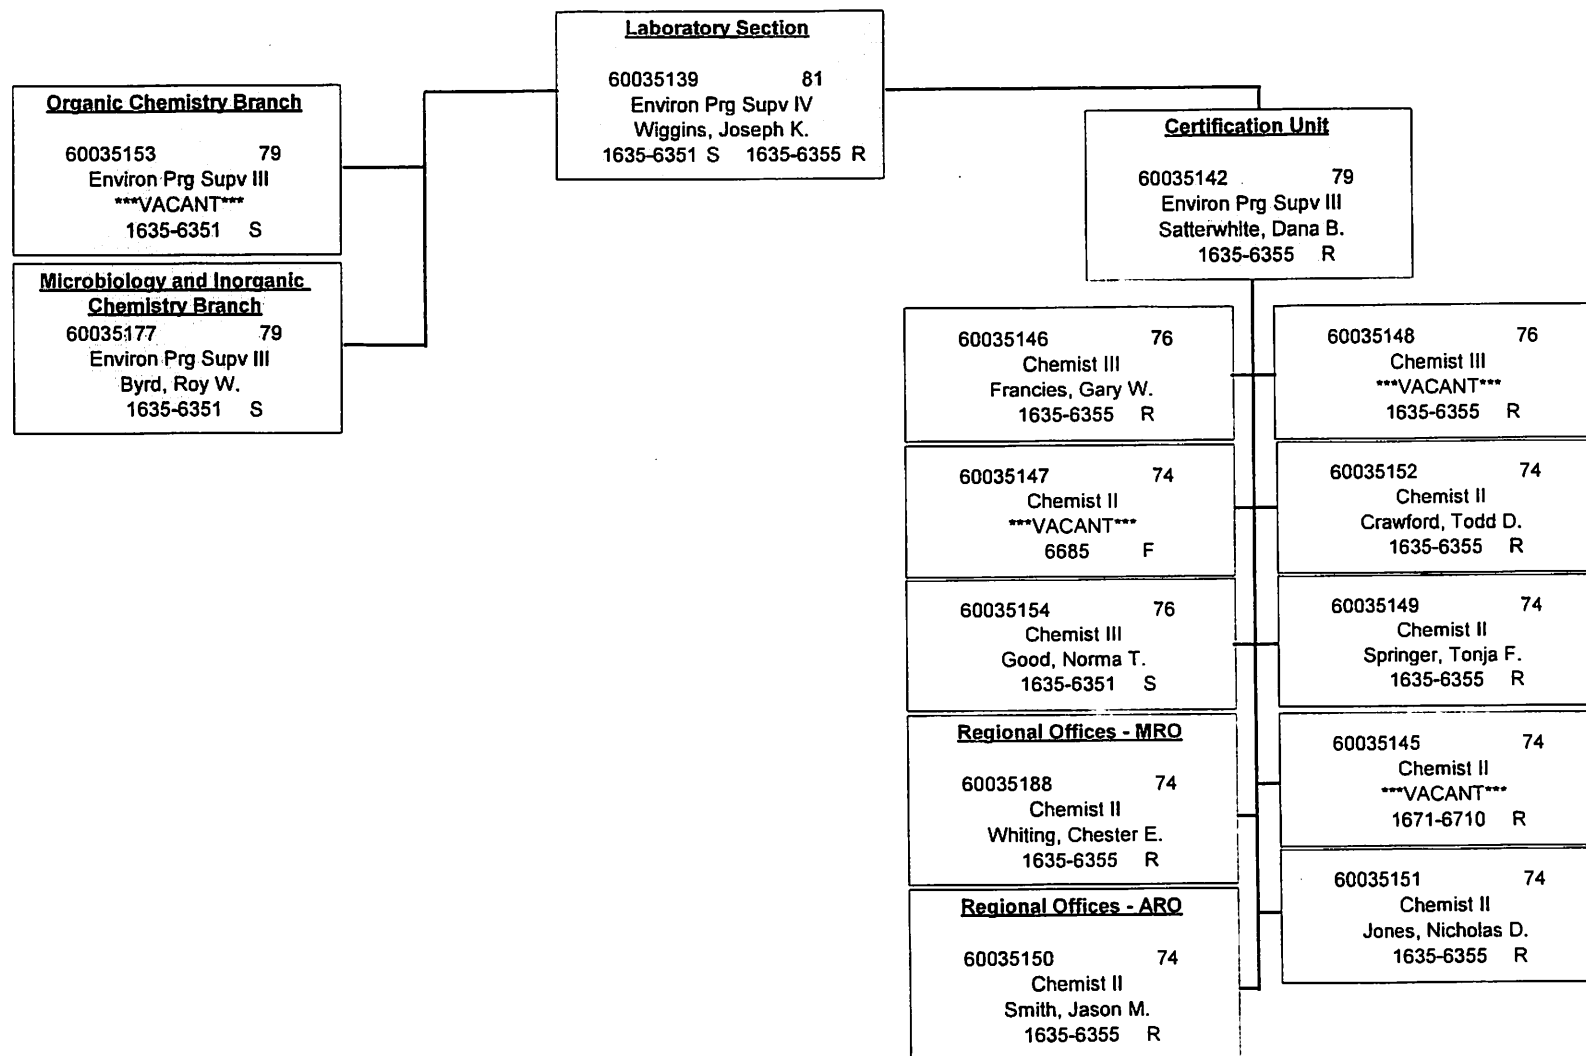 Laboratory Section
60035139 81
Environ Prg Supv IV
Wiggins, Joseph K.
1635-6351 S 1635-6355 R
Organic Chemistry Branch
60035153 79
Environ Prg Supv III
***VACANT***
1635-6351 S
Microbiology and Inorganic
Chemistry Branch
60035177 79
Environ Prg Supv III
Byrd, Roy W.
1635-6351 S
Certification Unit
60035142 79
Environ Prg Supv III
Satterwhite, Dana B.
1635-6355 R
60035146 76
Chemist III
Francies, Gary W.
1635-6355 R
60035148 76
Chemist III
***VACANT***
1635-6355 R
60035147 74
Chemist II
***VACANT***
6685 F
60035152 74
Chemist II
Crawford, Todd D.
1635-6355 R
60035154 76
Chemist III
Good, Norma T.
1635-6351 S
60035149 74
Chemist II
Springer, Tonja F.
1635-6355 R
Regional Offices - MRO
60035188 74
Chemist II
Whiting, Chester E.
1635-6355 R
60035145 74
Chemist II
***VACANT***
1671-6710 R
Regional Offices - ARO
60035150 74
Chemist II
Smith, Jason M.
1635-6355 R
60035151 74
Chemist II
Jones, Nicholas D.
1635-6355 R